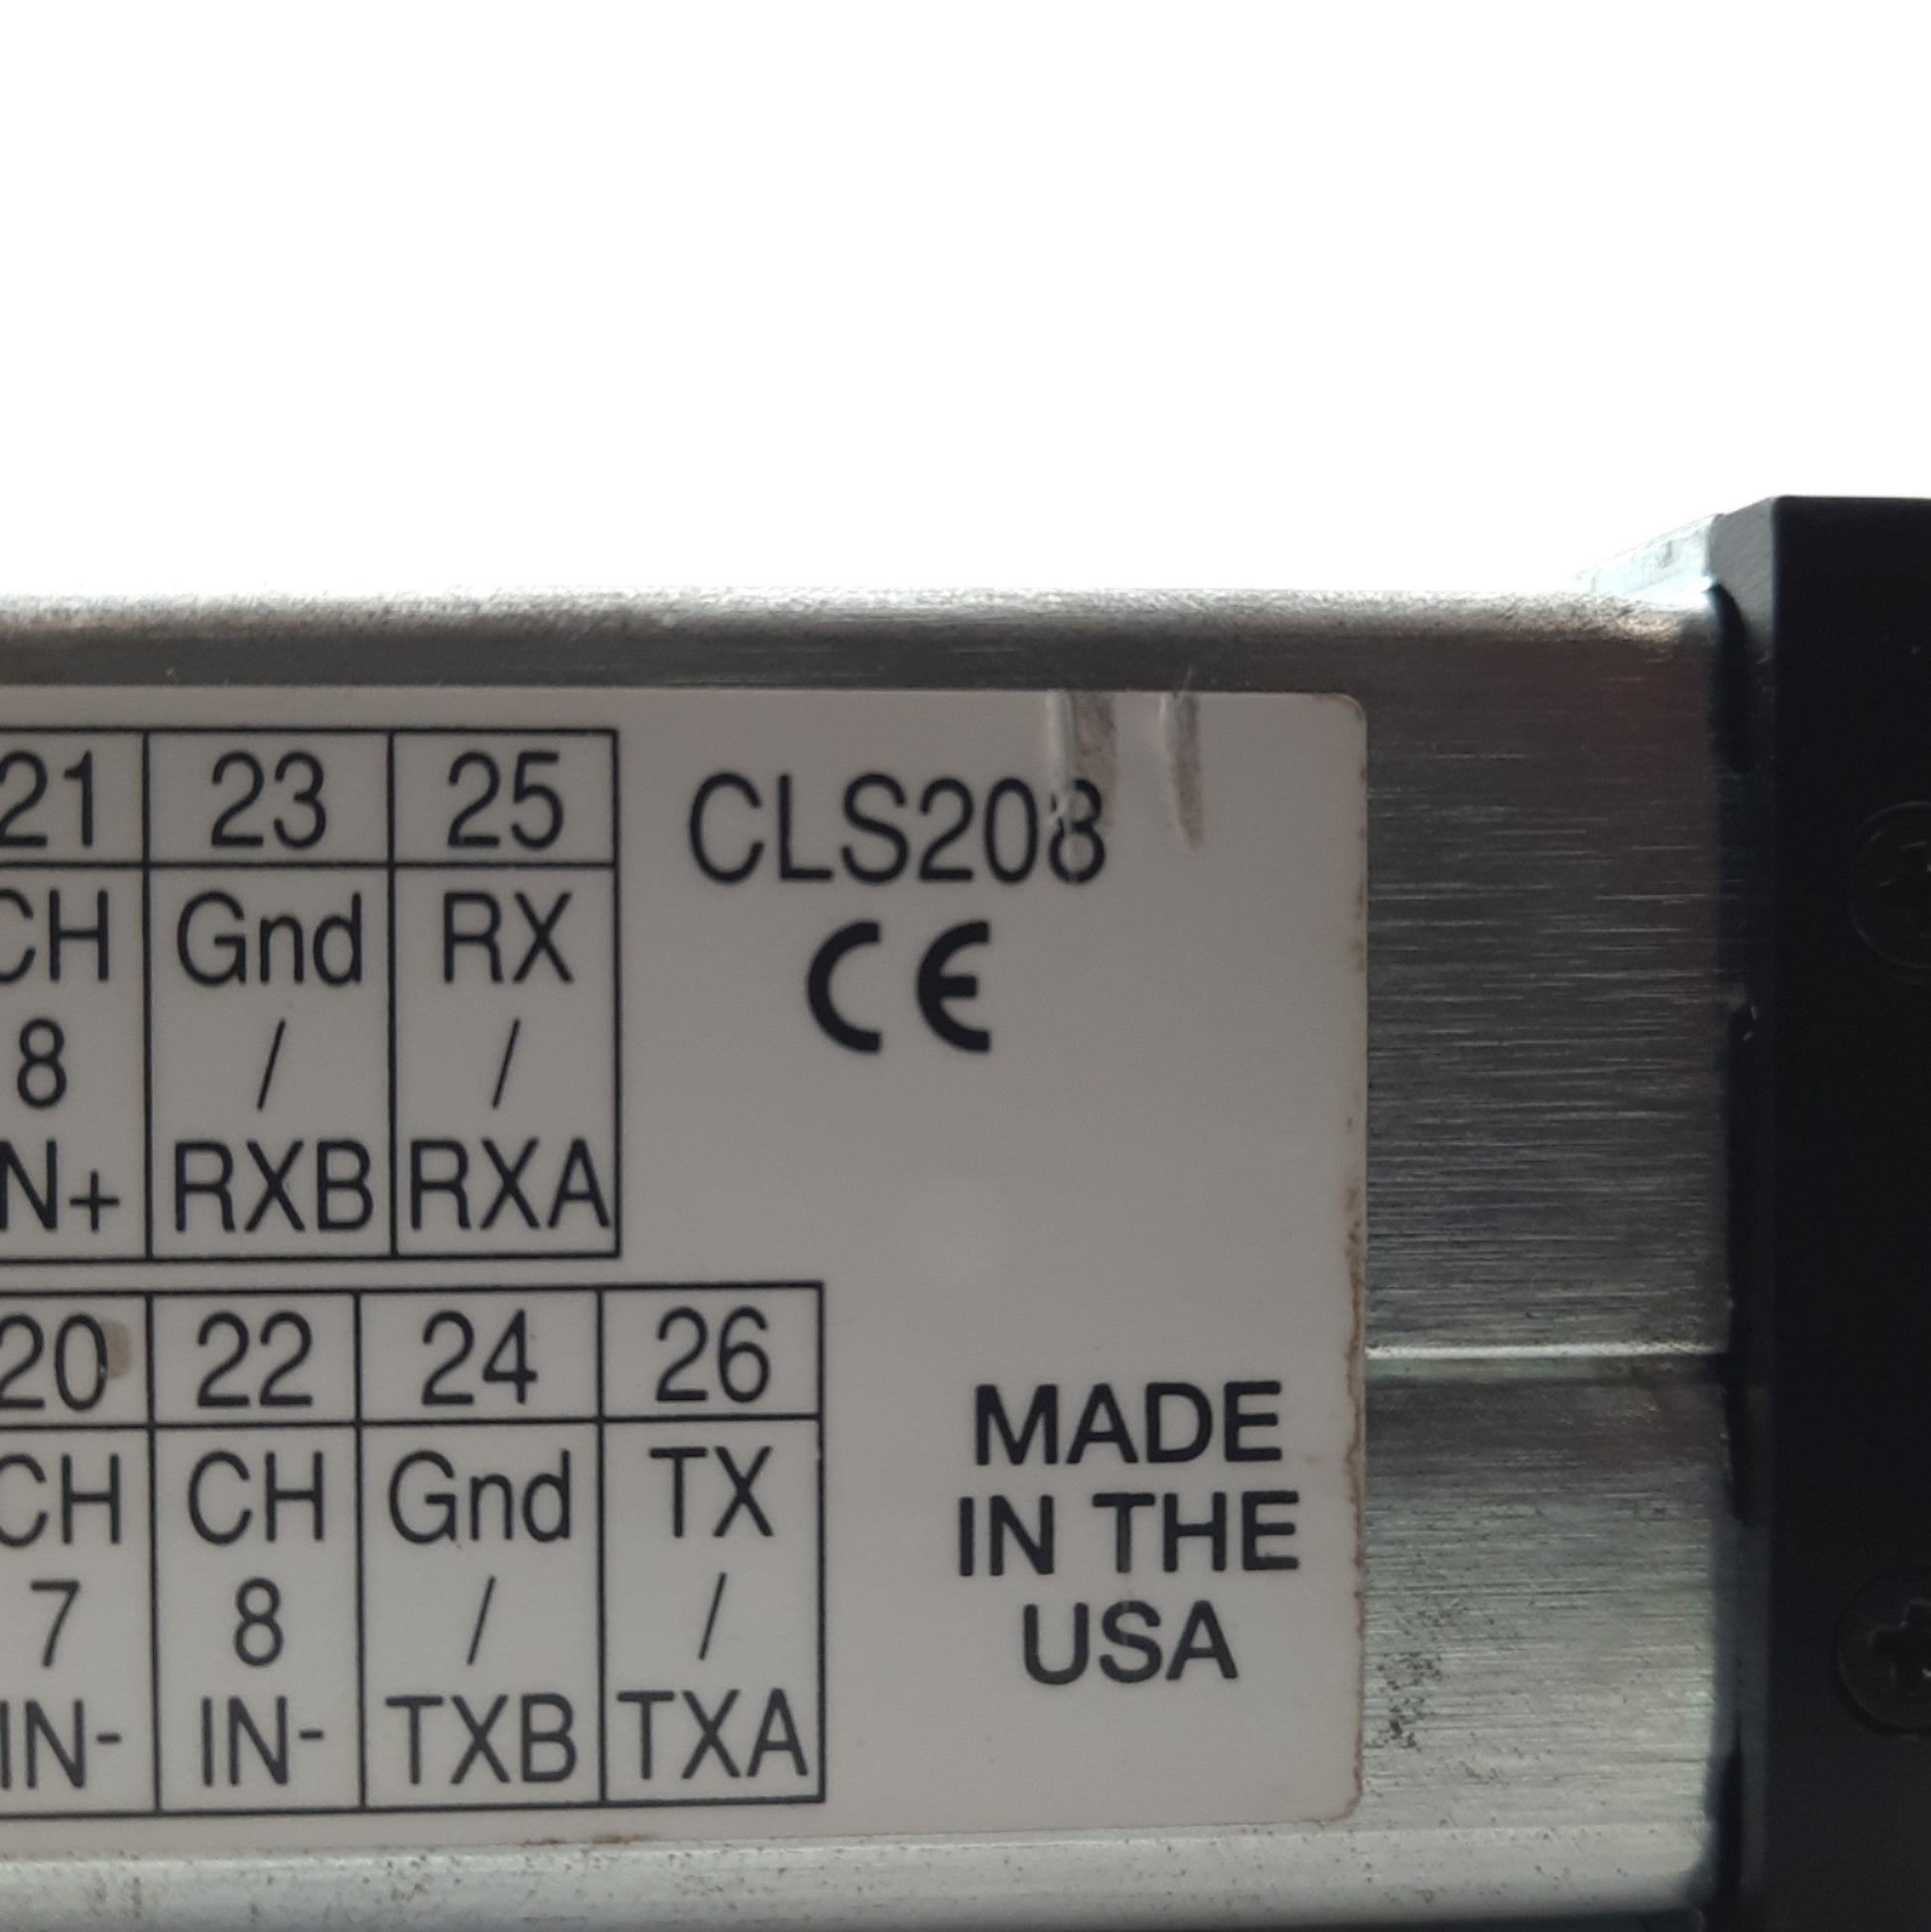 21 23 25
CH Gnd RX
8 / /
N+ RXB RXA
CLS208
CE
20 22 24 26
CH CH Gnd TX
7 8 / /
IN- IN- TXB TXA
MADE
IN THE
USA